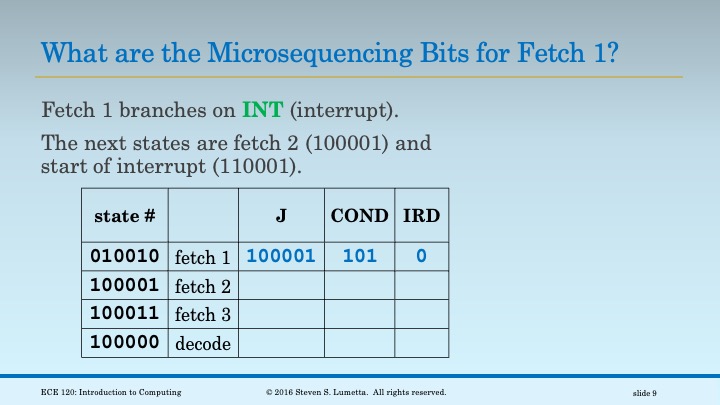 What are the Microsequencing Bits for Fetch 1?
Fetch 1 branches on INT (interrupt).
The next states are fetch 2 (100001) and
start of interrupt (110001).
state # J COND IRD
010010 fetch 1 100001 101 0
100001 fetch 2
100011 fetch 3
100000 decode
ECE 120: Introduction to Computing © 2016 Steven S. Lumetta. All rights reserved. slide 9